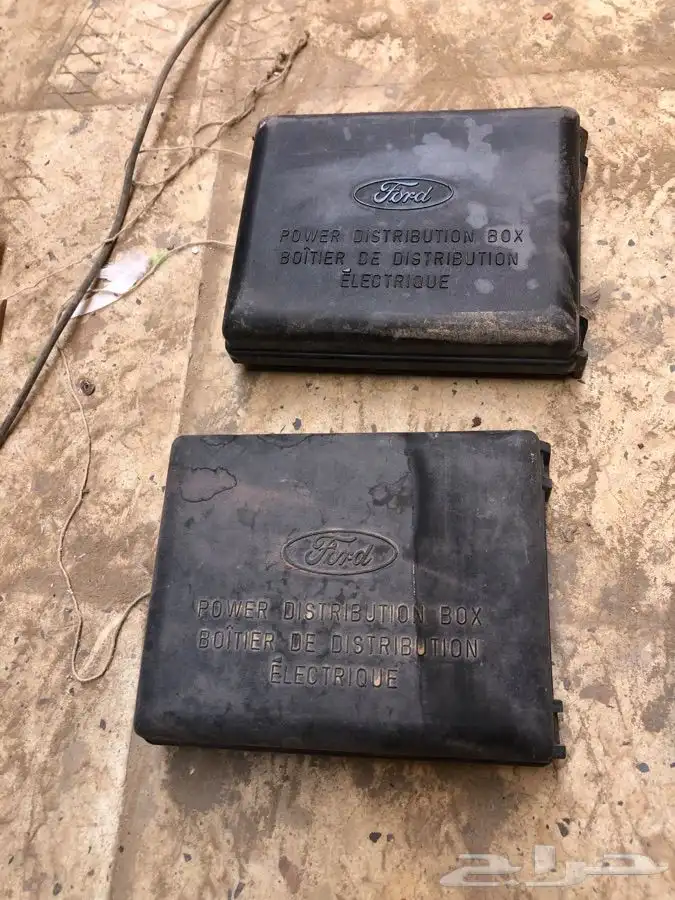 Ford
POWER DISTRIBUTION BOX
BOÎTIER DE DISTRIBUTION
ÉLECTRIQUE
Ford
POWER DISTRIBUTION BOX
BOÎTIER DE DISTRIBUTION
ÉLECTRIQUE
حراج